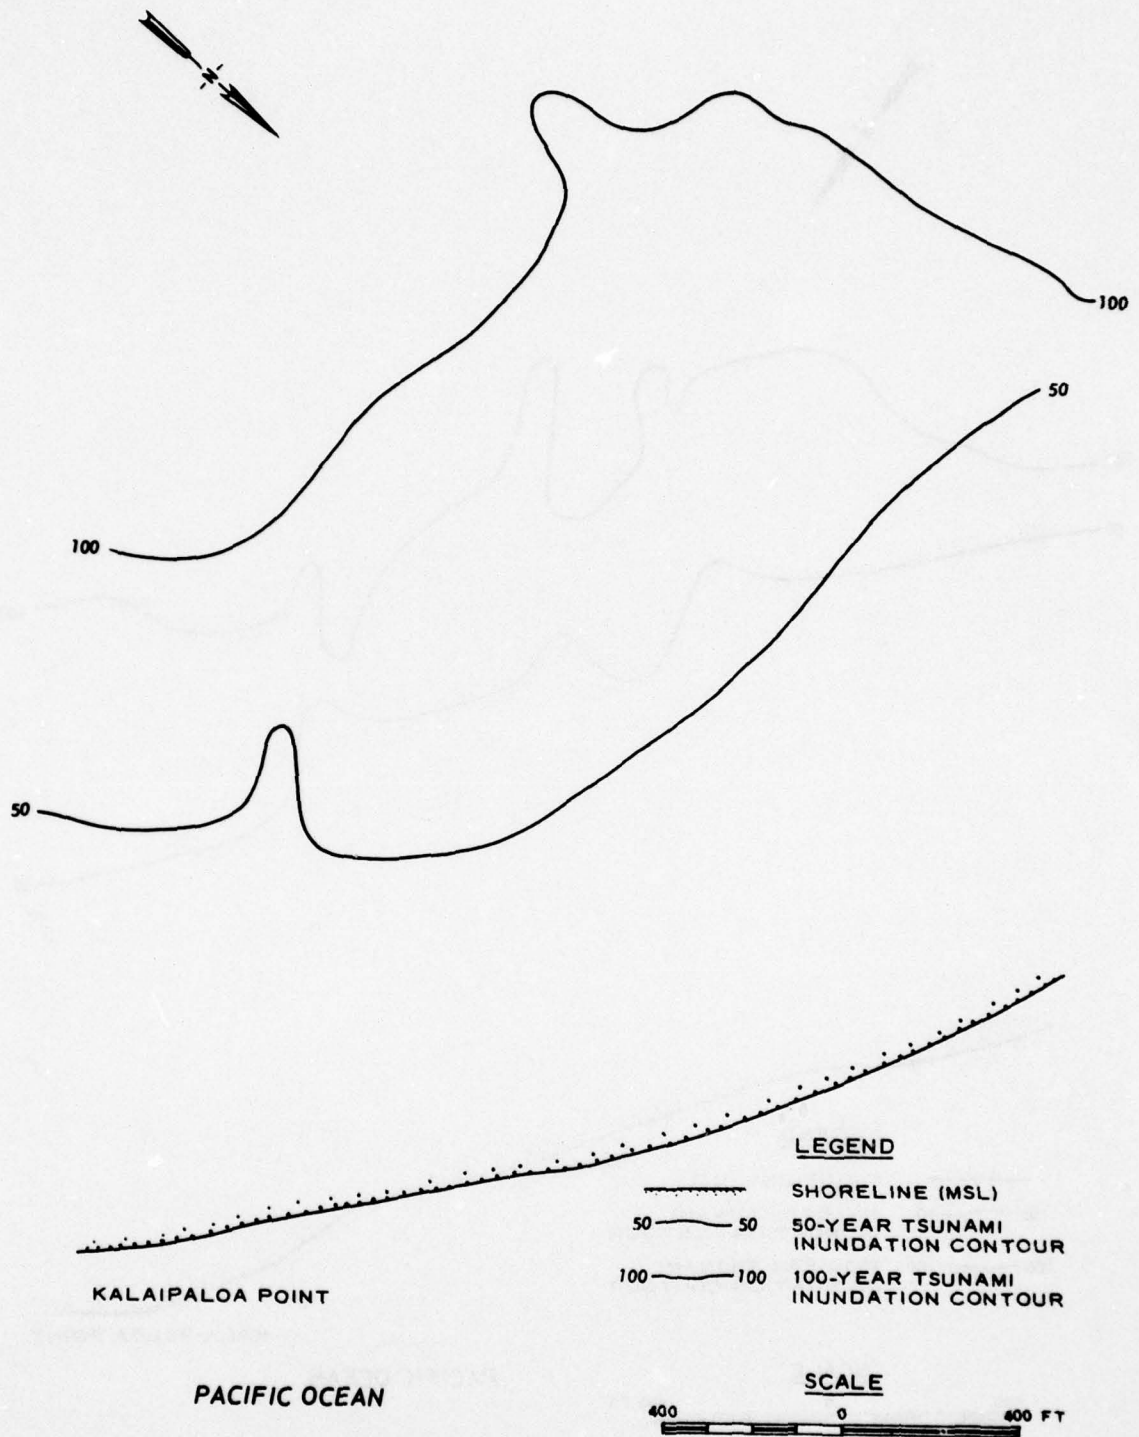 N
100
50
100
50
LEGEND
SHORELINE (MSL)
50 50 50-YEAR TSUNAMI
INUNDATION CONTOUR
100 100 100-YEAR TSUNAMI
INUNDATION CONTOUR
KALAIPALOA POINT
PACIFIC OCEAN
SCALE
400 0 400 FT